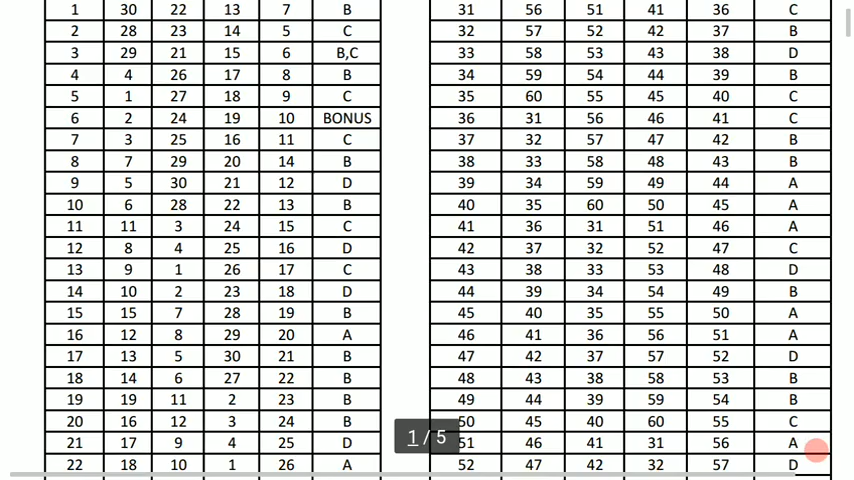 1 30 22 13 7 B 31 56 51 41 36 C
2 28 23 14 5 C 32 57 52 42 37 B
3 29 21 15 6 B,C 33 58 53 43 38 D
4 4 26 17 8 B 34 59 54 44 39 B
5 1 27 18 9 C 35 60 55 45 40 C
6 2 24 19 10 BONUS 36 31 56 46 41 C
7 3 25 16 11 C 37 32 57 47 42 B
8 7 29 20 14 B 38 33 58 48 43 B
9 5 30 21 12 D 39 34 59 49 44 A
10 6 28 22 13 B 40 35 60 50 45 A
11 11 3 24 15 C 41 36 31 51 46 A
12 8 4 25 16 D 42 37 32 52 47 C
13 9 1 26 17 C 43 38 33 53 48 D
14 10 2 23 18 D 44 39 34 54 49 B
15 15 7 28 19 B 45 40 35 55 50 A
16 12 8 29 20 A 46 41 36 56 51 A
17 13 5 30 21 B 47 42 37 57 52 D
18 14 6 27 22 B 48 43 38 58 53 B
19 19 11 2 23 B 49 44 39 59 54 B
20 16 12 3 24 B 50 45 40 60 55 C
21 17 9 4 25 D 51 46 41 31 56 A
22 18 10 1 26 A 52 47 42 32 57 D
1 / 5